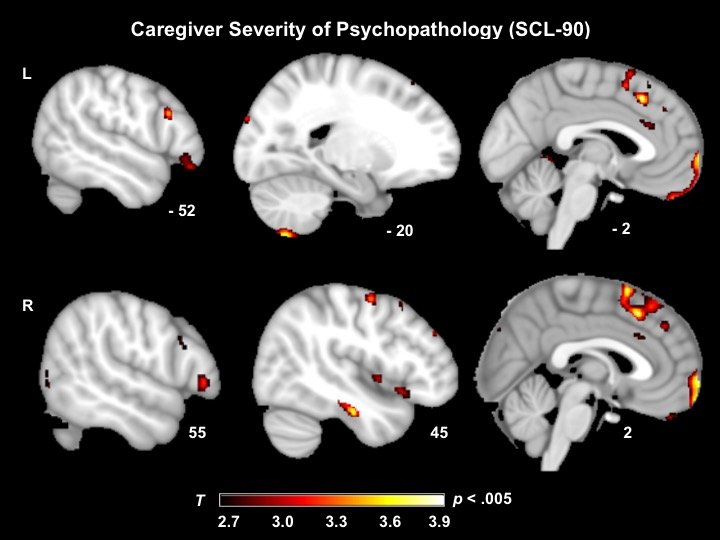 Caregiver Severity of Psychopathology (SCL-90)
L
- 52
- 20
- 2
R
55
45
2
T
p < .005
2.7 3.0 3.3 3.6 3.9